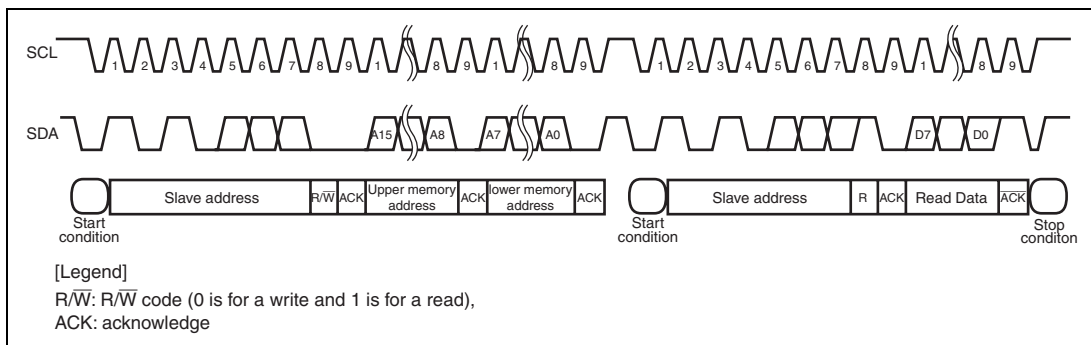 SCL
1 2 3 4 5 6 7 8 9 1 8 9 1 8 9 1 2 3 4 5 6 7 8 9 1 8 9
SDA
A15 A8 A7 A0 D7 D0
Slave address R/W̅ ACK Upper memory address ACK lower memory address ACK Slave address R ACK Read Data A̅C̅K̅
Start condition Start condition Stop conditon
[Legend]
R/W̅: R/W̅ code (0 is for a write and 1 is for a read),
ACK: acknowledge